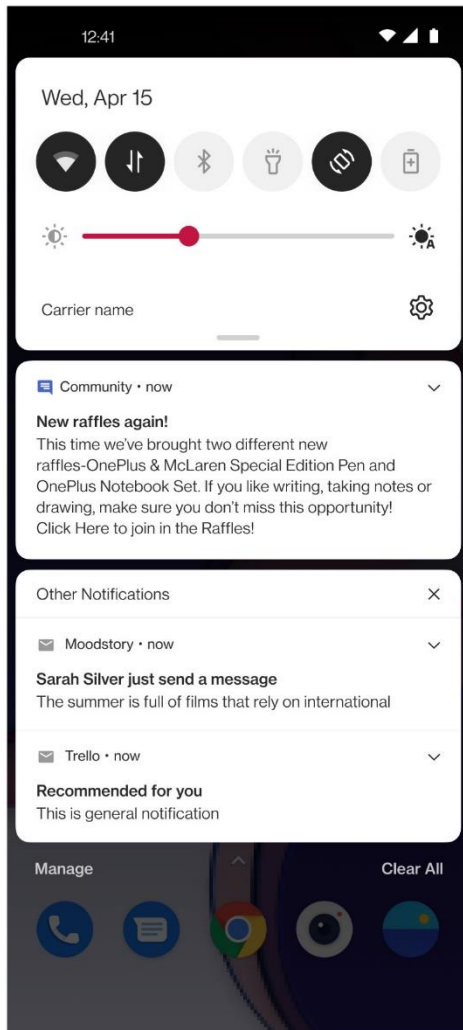 12:41
Wed, Apr 15
A
Carrier name
Community • now
New raffles again!
This time we've brought two different new
raffles-OnePlus & McLaren Special Edition Pen and
OnePlus Notebook Set. If you like writing, taking notes or
drawing, make sure you don't miss this opportunity!
Click Here to join in the Raffles!
Other Notifications
Moodstory • now
Sarah Silver just send a message
The summer is full of films that rely on international
Trello • now
Recommended for you
This is general notification
Manage
Clear All